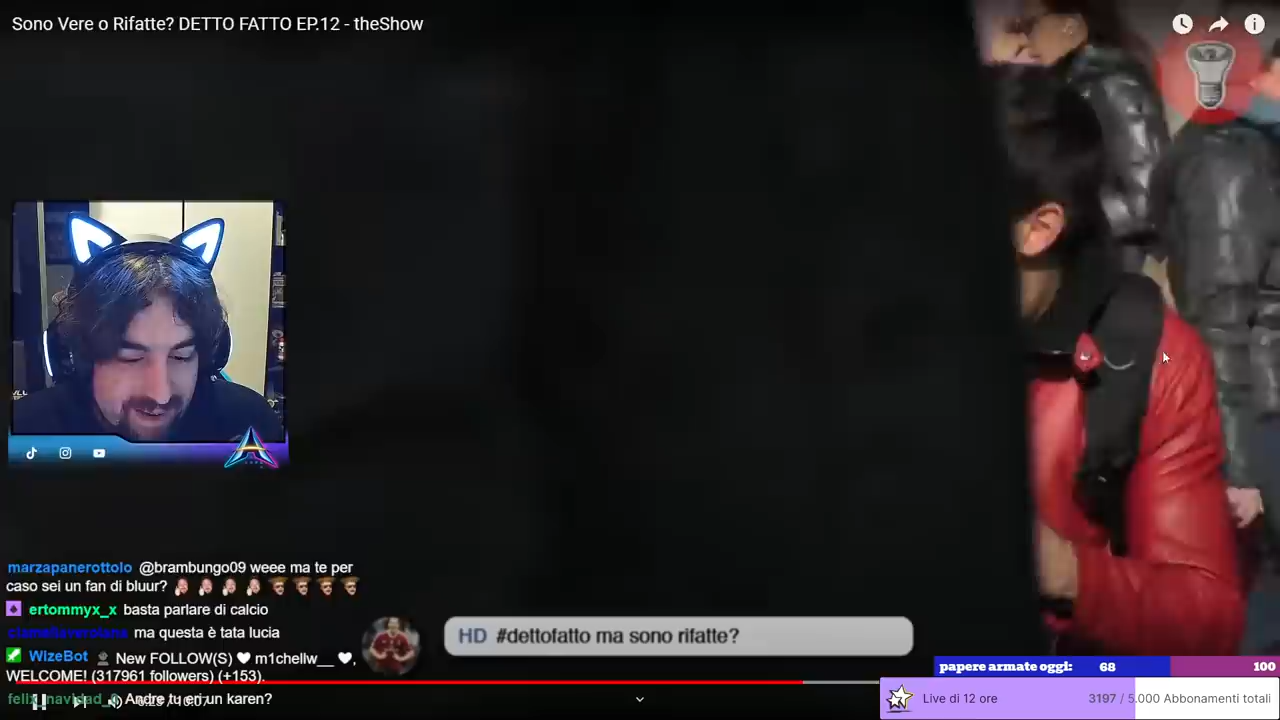 Sono Vere o Rifatte? DETTO FATTO EP.12 - theShow
marzapanerottolo @brambungo09 weee ma te per
caso sei un fan di bluur?
ertommyx_x basta parlare di calcio
ma questa è tata lucia
WizeBot New FOLLOW(S) m1chellw__ ,
WELCOME! (317961 followers) (+153).
Andre tu eri un karen?
HD #dettofatto ma sono rifatte?
papere armate oggi: 68 100
Live di 12 ore 3197 / 5.000 Abbonamenti totali